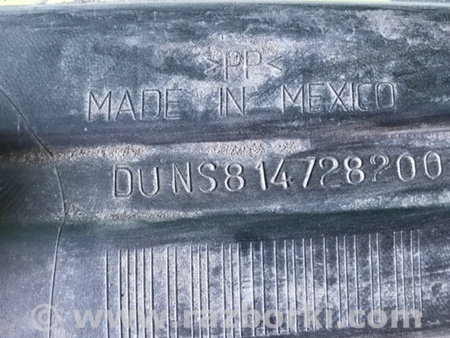 >PP<
MADE IN MEXICO
DUNS814728200
© www.razborki.com